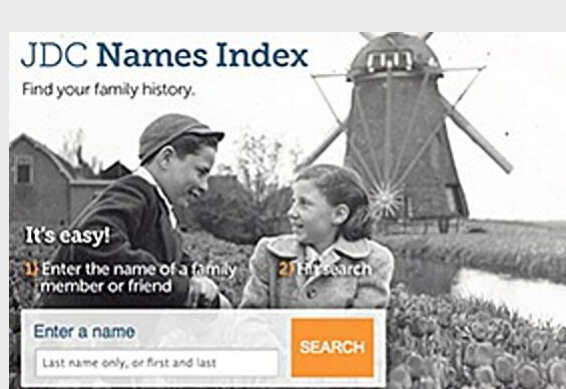 JDC Names Index
Find your family history.
It's easy!
1) Enter the name of a family
member or friend
2) Hit search
Enter a name
Last name only, or first and last
SEARCH